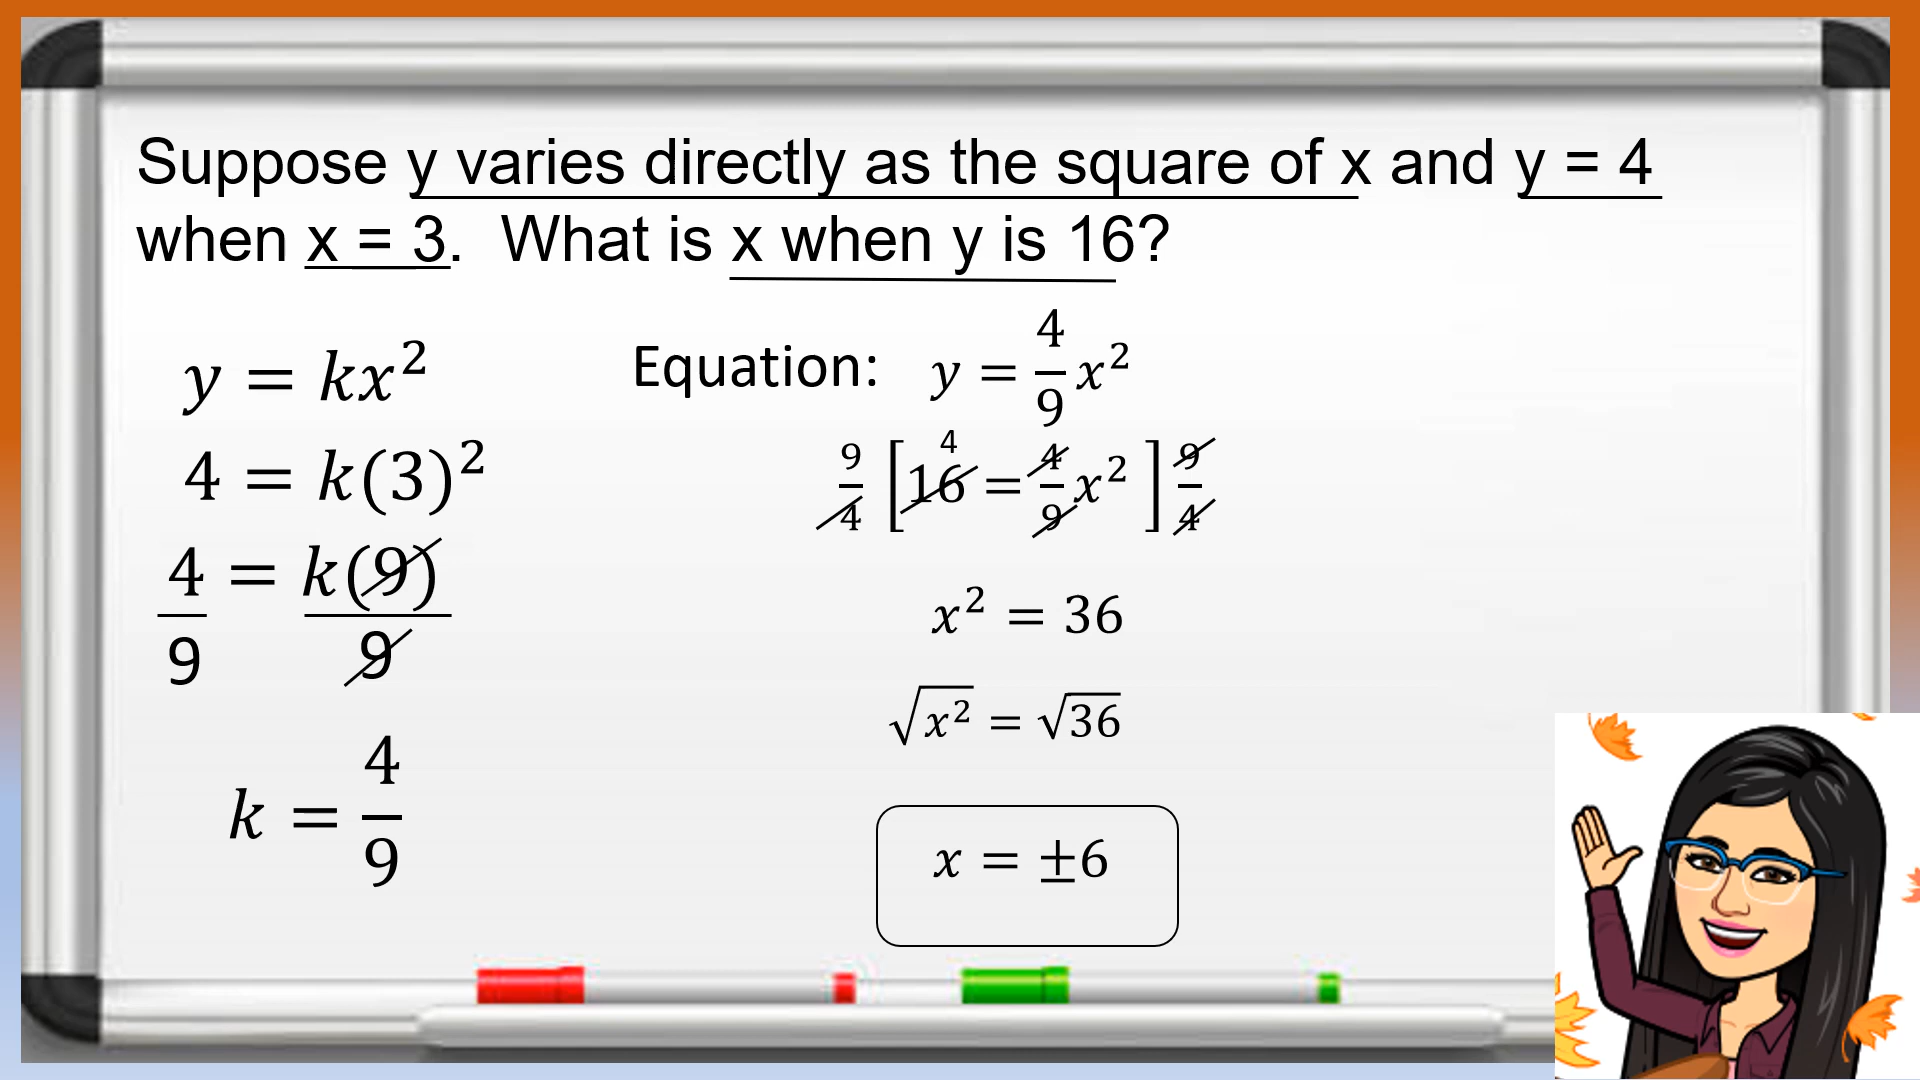 Suppose y varies directly as the square of x and y = 4
when x = 3. What is x when y is 16?
y = kx²
4 = k(3)²
4/9 = k(9)/9
k = 4/9
Equation: y = 4/9 x²
4
9/4 [16 = 4/9 x²] 9/4
x² = 36
√x² = √36
x = ±6